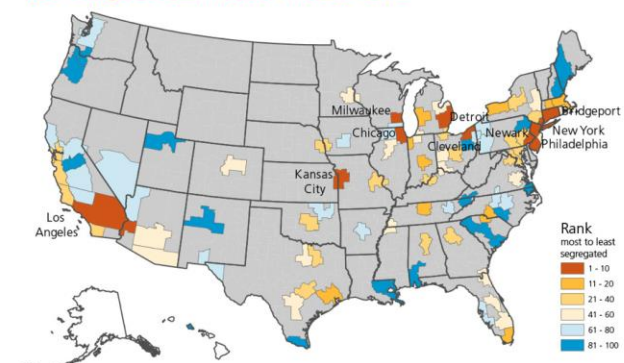 Milwaukee
Chicago
Detroit
Cleveland
Newark
Bridgeport
New York
Philadelphia
Kansas
City
Los
Angeles
Rank
most to least
segregated
1 - 10
11 - 20
21 - 40
41 - 60
61 - 80
81 - 100